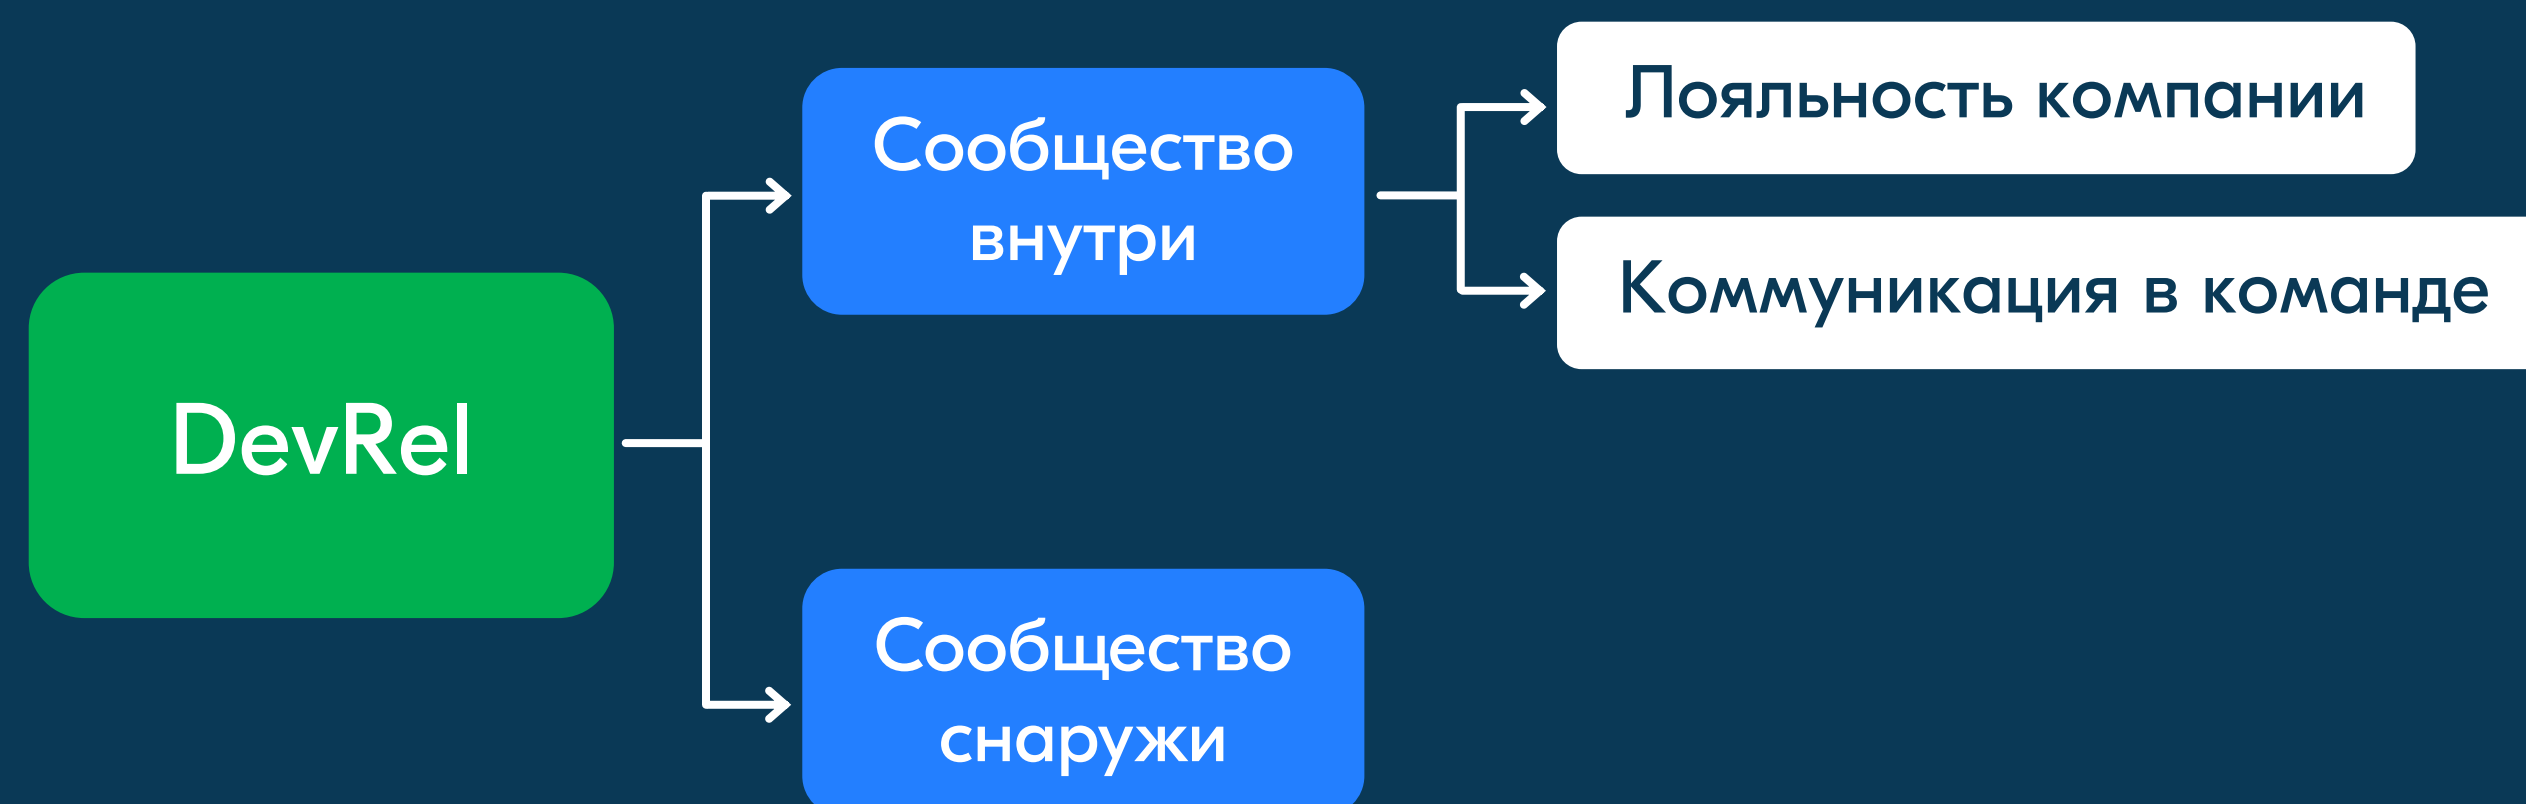 DevRel
Сообщество
внутри
Лояльность компании
Коммуникация в команде
Сообщество
снаружи